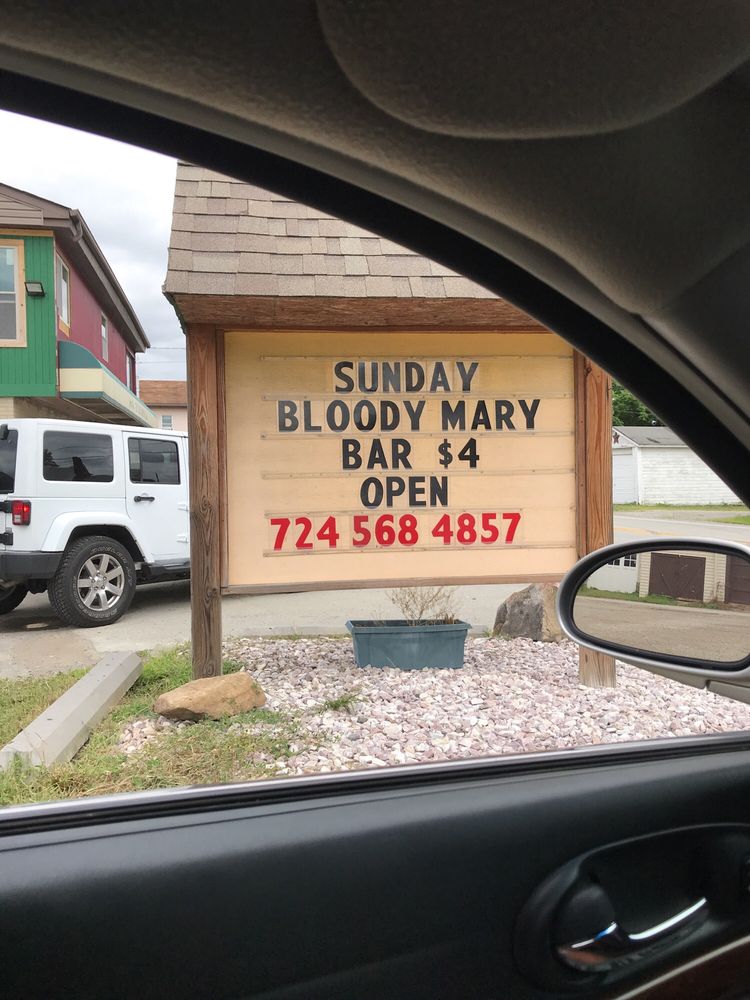 SUNDAY
BLOODY MARY
BAR $4
OPEN
724 568 4857